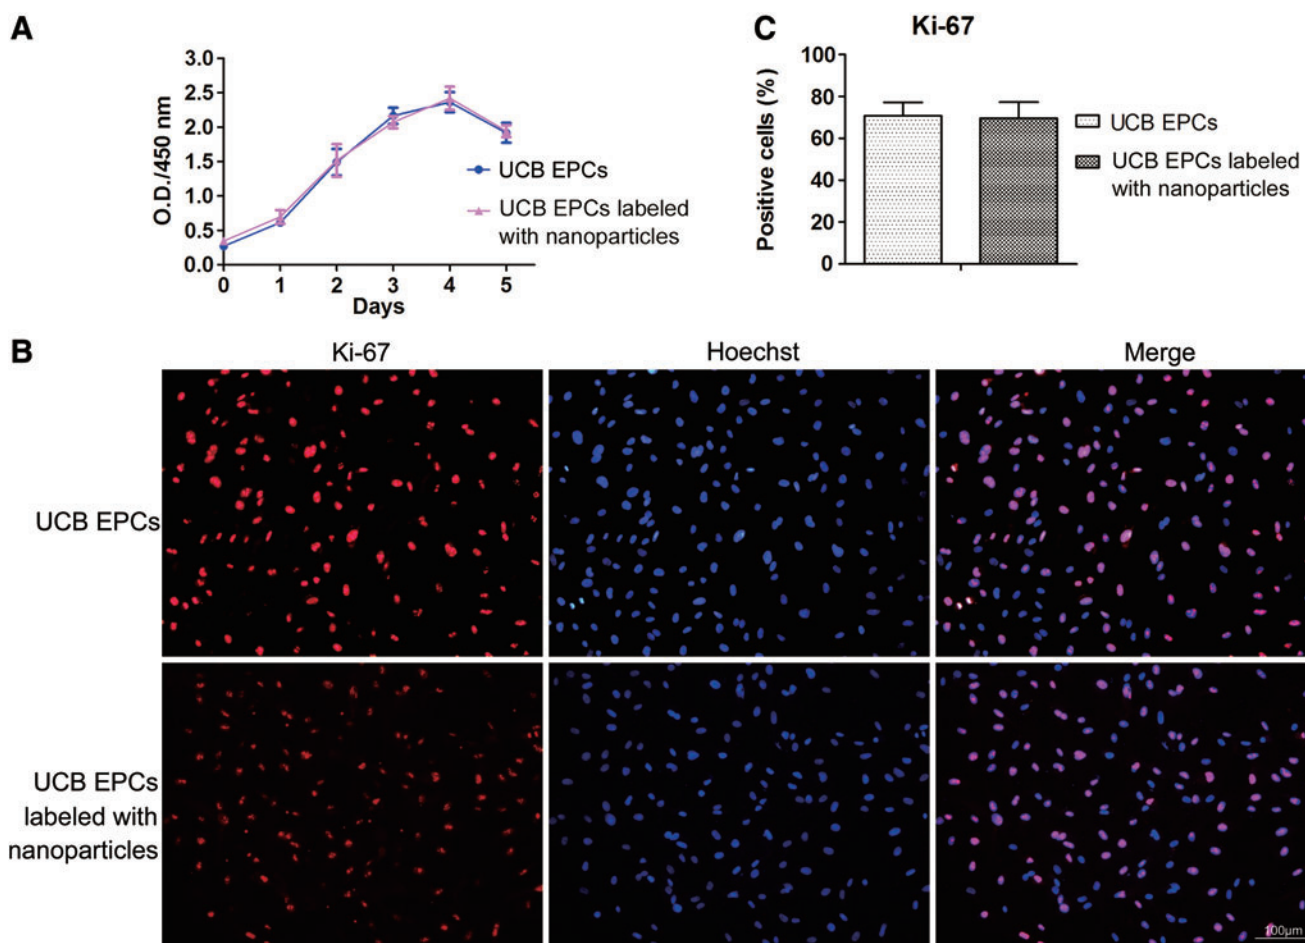 A
3.0
2.5
2.0
1.5
1.0
0.5
0.0
O.D./450 nm
0 1 2 3 4 5
Days
UCB EPCs
UCB EPCs labeled
with nanoparticles
C
Ki-67
100
80
60
40
20
0
Positive cells (%)
UCB EPCs
UCB EPCs labeled
with nanoparticles
B
Ki-67 Hoechst Merge
UCB EPCs
UCB EPCs
labeled with
nanoparticles
100μm